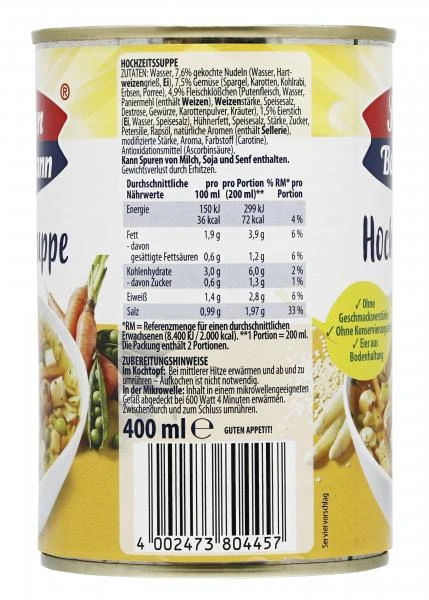 HOCHZEITSSUPPE
ZUTATEN: Wasser, 7,6% gekochte Nudeln (Wasser, Hart-
weizengrieß, Ei), 7,5% Gemüse (Spargel, Karotten, Kohlrabi,
Erbsen, Porree), 4,9% Fleischklößchen (Putenfleisch, Wasser,
Paniermehl (enthält Weizen), Weizenstärke, Speisesalz,
Dextrose, Gewürze, Karottenpulver, Kräuter), 1,5% Eierstich
(Ei, Wasser, Speisesalz), Hühnerfett, Speisesalz, Stärke, Zucker,
Petersilie, Rapsöl, natürliche Aromen (enthält Sellerie),
modifizierte Stärke, Aroma, Farbstoff (Carotine),
Antioxidationsmittel (Ascorbinsäure).
Kann Spuren von Milch, Soja und Senf enthalten.
Gewichtsverlust durch Erhitzen.
Durchschnittliche pro pro Portion % RM* pro
Nährwerte 100 ml (200 ml)** Portion
Energie 150 kJ 299 kJ
36 kcal 72 kcal 4 %
Fett 1,9 g 3,9 g 6 %
- davon
gesättigte Fettsäuren 0,6 g 1,2 g 6 %
Kohlenhydrate 3,0 g 6,0 g 2 %
- davon Zucker 0,6 g 1,3 g 1 %
Eiweiß 1,4 g 2,8 g 6 %
Salz 0,99 g 1,97 g 33 %
*RM = Referenzmenge für einen durchschnittlichen
Erwachsenen (8.400 kJ / 2.000 kcal). **1 Portion = 200 ml.
Die Packung enthält 2 Portionen.
ZUBEREITUNGSHINWEISE
Im Kochtopf: Bei mittlerer Hitze erwärmen und ab und zu
umrühren – Aufkochen ist nicht notwendig.
In der Mikrowelle: Inhalt in einem mikrowellengeeigneten
Gefäß abgedeckt bei 600 Watt 4 Minuten erwärmen.
Zwischendurch und zum Schluss umrühren.
400 ml ℮ GUTEN APPETIT!
4 002473 804457
®
nn
uppe
Hoch
✓ Ohne
Geschmacksverstärke
✓ Ohne Konservierungs
✓ Eier aus
Bodenhaltung
Serviervorschlag